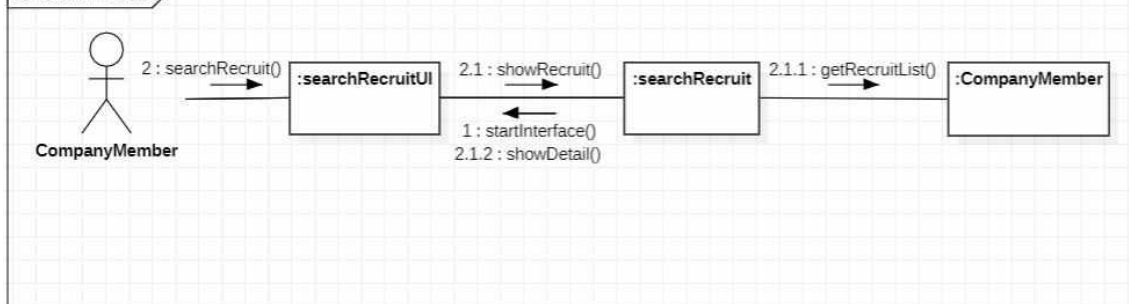 2 : searchRecruit()
:searchRecruitUI
2.1 : showRecruit()
:searchRecruit
2.1.1 : getRecruitList()
:CompanyMember
1 : startInterface()
2.1.2 : showDetail()
CompanyMember